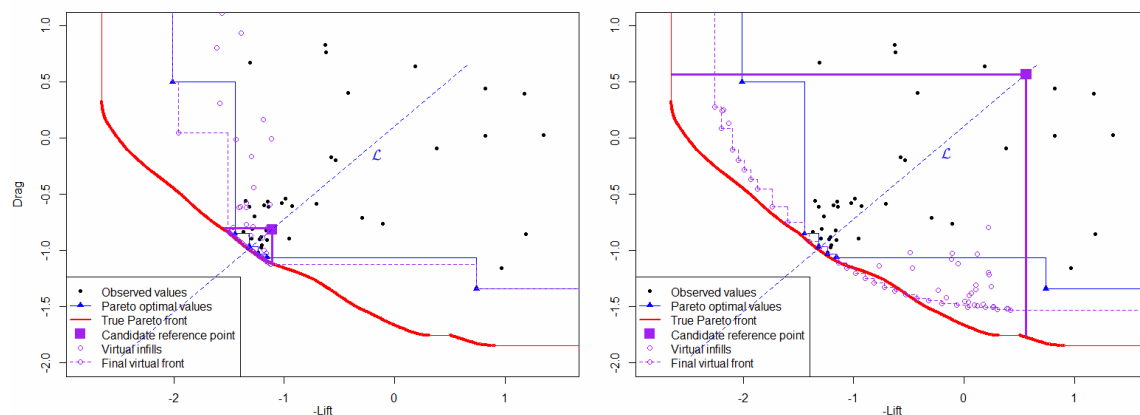 1.0
0.5
0.0
-0.5
-1.0
-1.5
-2.0
Drag
ℒ
Observed values
Pareto optimal values
True Pareto front
Candidate reference point
Virtual infills
Final virtual front
-2
-1
0
1
-Lift
1.0
0.5
0.0
-0.5
-1.0
-1.5
-2.0
ℒ
Observed values
Pareto optimal values
True Pareto front
Candidate reference point
Virtual infills
Final virtual front
-2
-1
0
1
-Lift